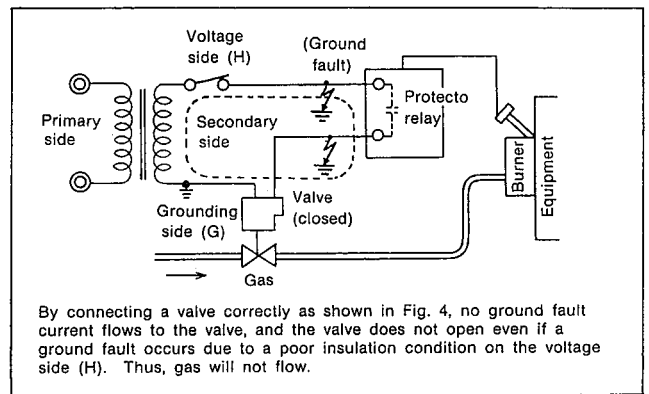 Voltage
side (H)
(Ground
fault)
Protecto
relay
Primary
side
Secondary
side
Burner
Equipment
Grounding
side (G)
Valve
(closed)
Gas
By connecting a valve correctly as shown in Fig. 4, no ground fault
current flows to the valve, and the valve does not open even if a
ground fault occurs due to a poor insulation condition on the voltage
side (H). Thus, gas will not flow.